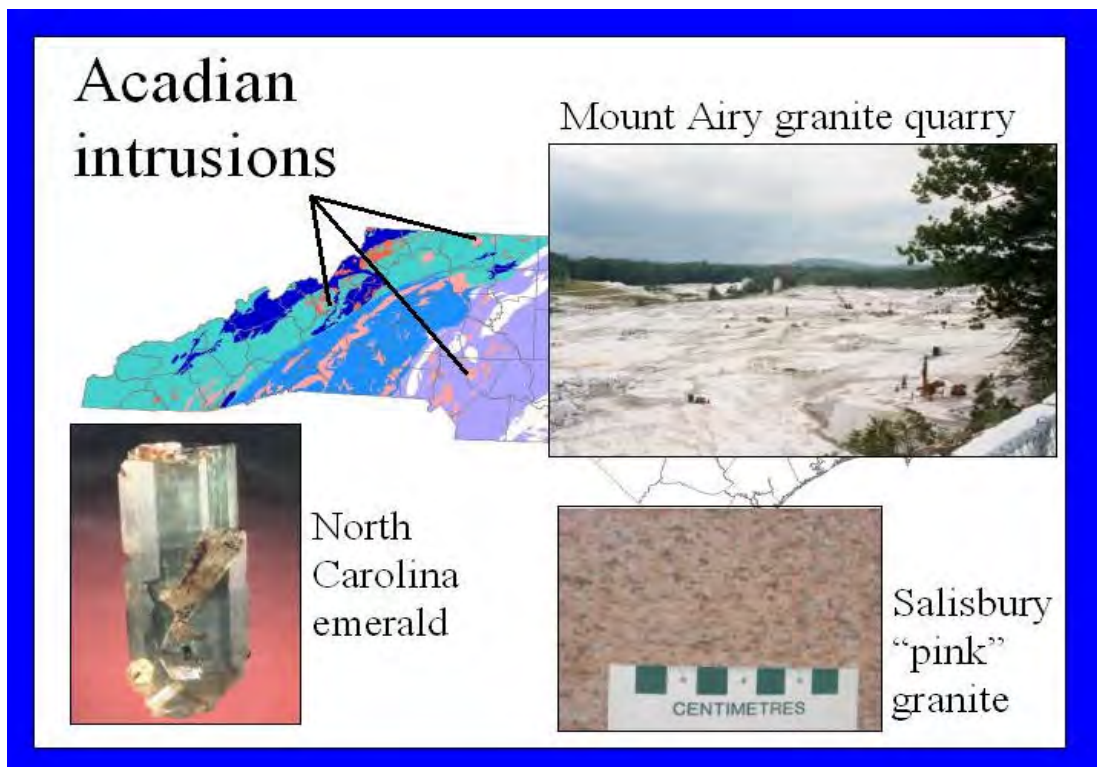 Acadian
intrusions
Mount Airy granite quarry
North
Carolina
emerald
CENTIMETRES
Salisbury
“pink”
granite